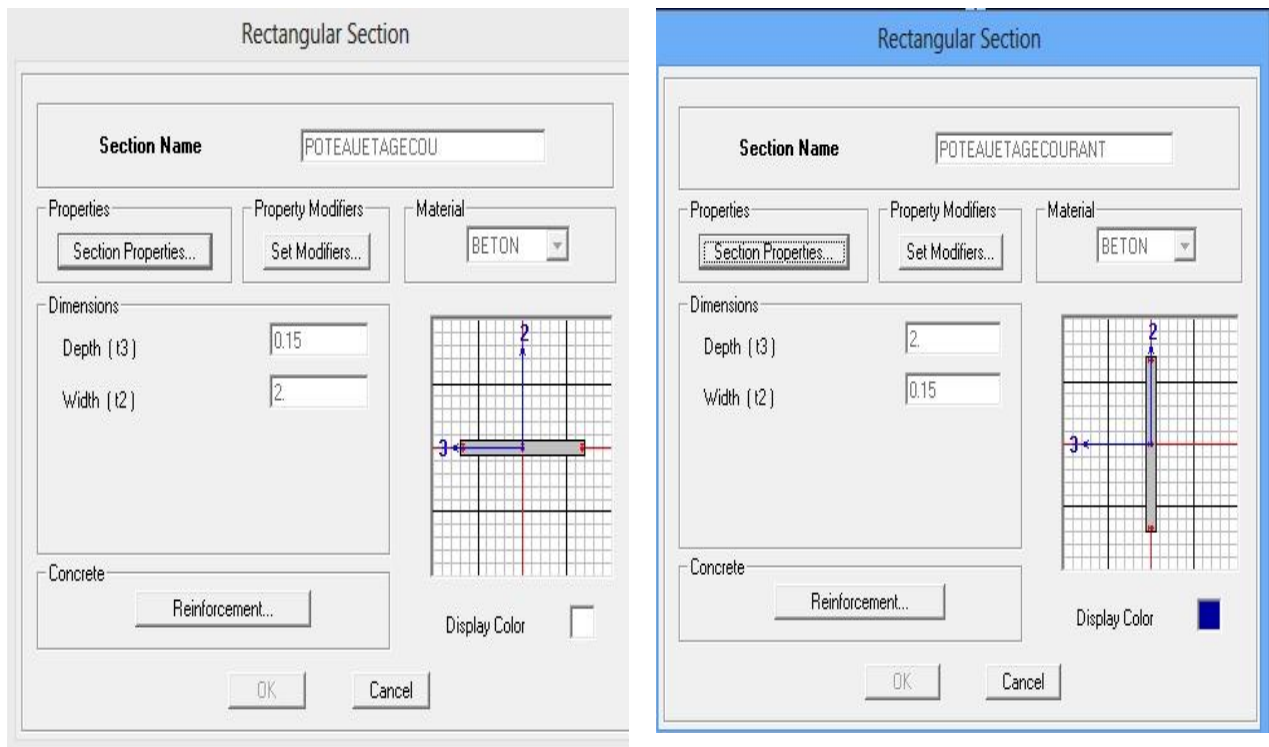 Rectangular Section
Section Name POTEAUETAGECOU
Properties Property Modifiers Material
Section Properties... Set Modifiers... BETON
Dimensions
Depth ( t3 ) 0.15
Width ( t2 ) 2.
2
3
Concrete
Reinforcement...
Display Color
OK Cancel
Rectangular Section
Section Name POTEAUETAGECOURANT
Properties Property Modifiers Material
Section Properties... Set Modifiers... BETON
Dimensions
Depth ( t3 ) 2.
Width ( t2 ) 0.15
2
3
Concrete
Reinforcement...
Display Color
OK Cancel